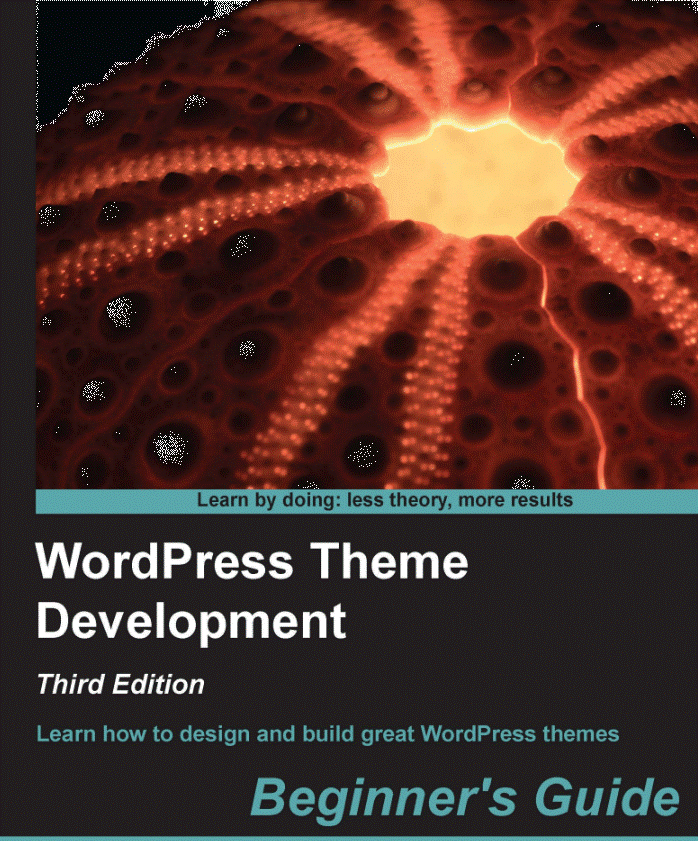 Learn by doing: less theory, more results
WordPress Theme
Development
Third Edition
Learn how to design and build great WordPress themes
Beginner's Guide